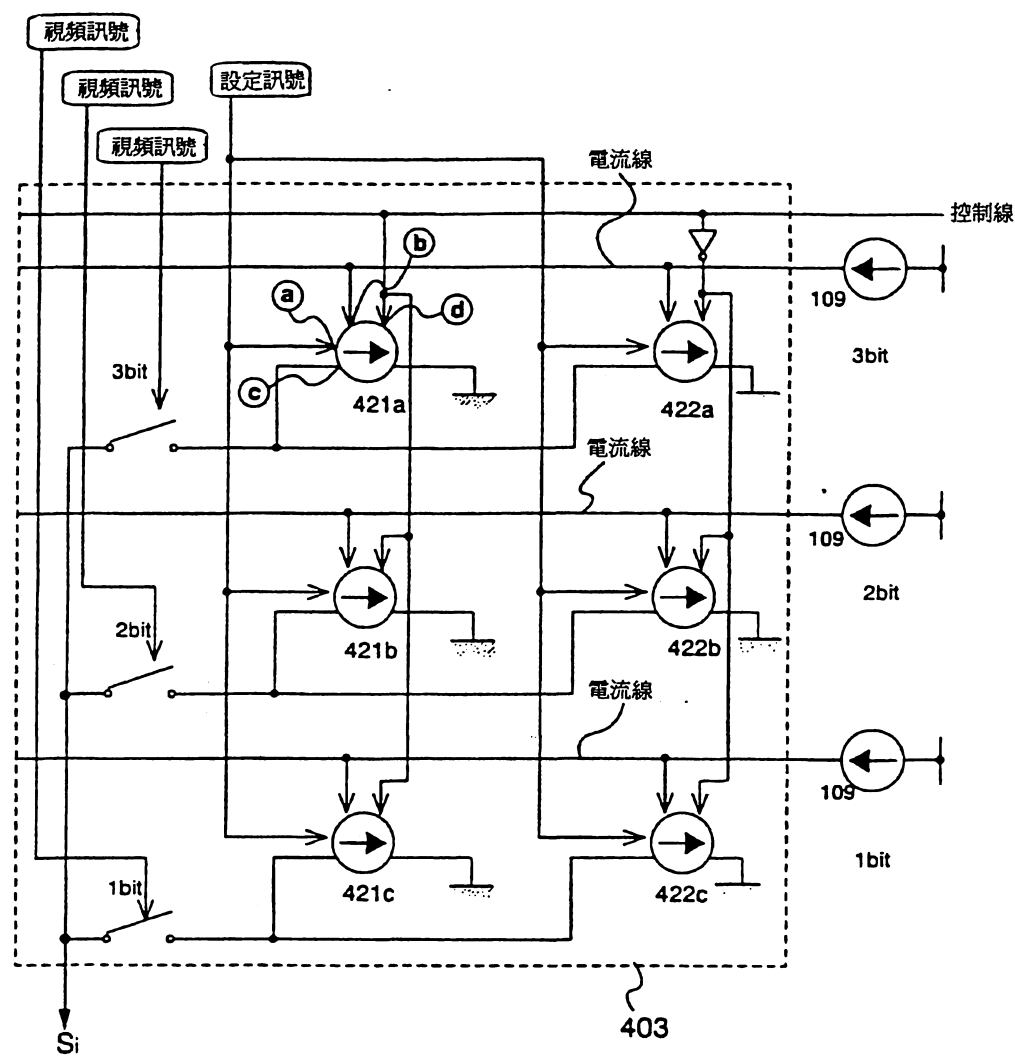 視頻訊號
視頻訊號
設定訊號
視頻訊號
電流線
控制線
b
a
d
109
c
3bit
3bit
421a
422a
電流線
109
2bit
2bit
421b
422b
電流線
109
1bit
1bit
421c
422c
403
Si